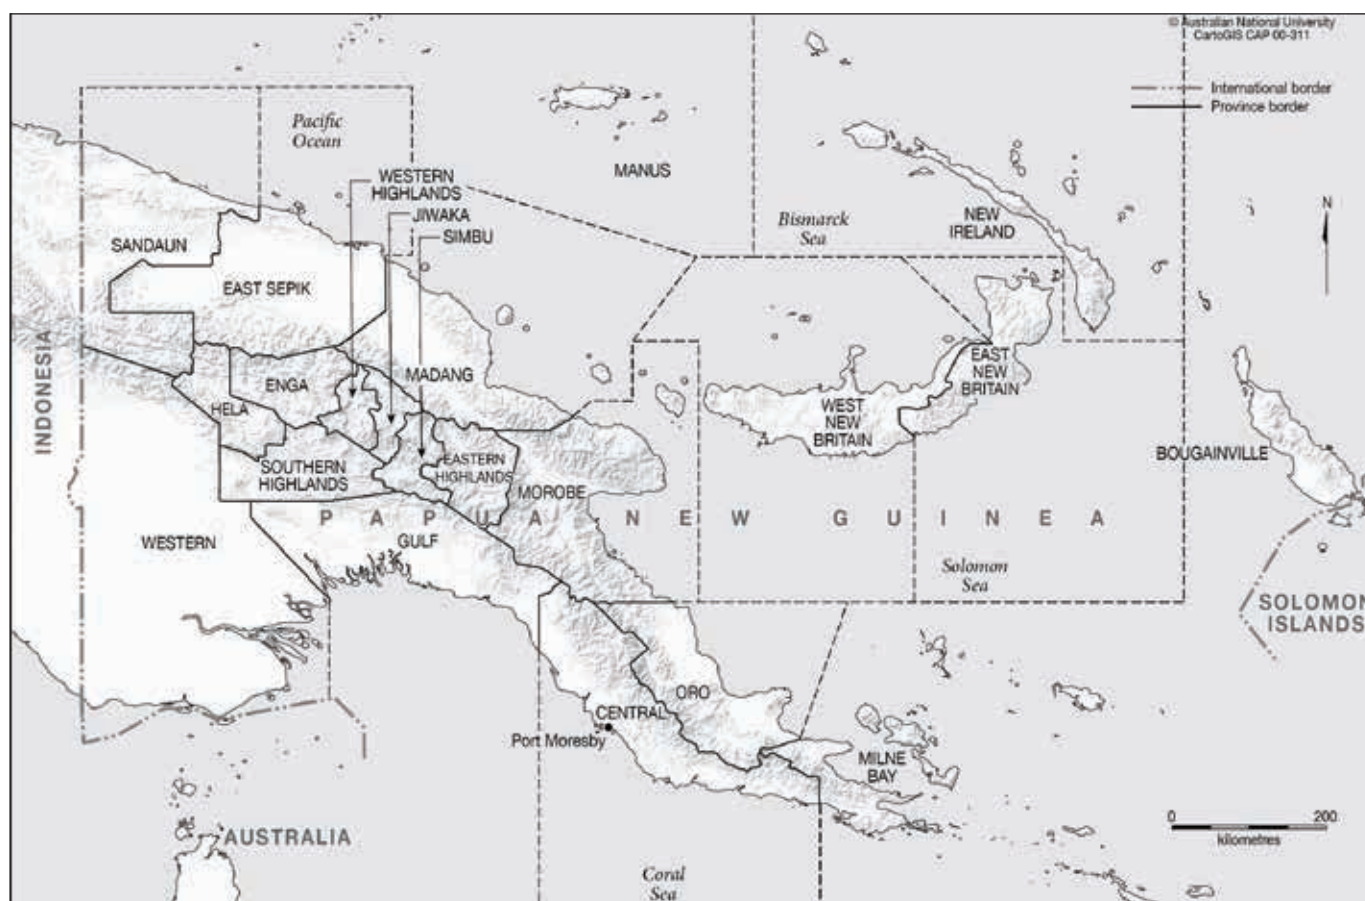 © Australian National University
CartoGIS CAP 00-311
International border
Province border
Pacific
Ocean
MANUS
WESTERN
HIGHLANDS
JIWAKA
SIMBU
Bismarck
Sea
NEW
IRELAND
N
SANDAUN
EAST SEPIK
INDONESIA
ENGA
MADANG
HELA
EAST
NEW
BRITAIN
WEST
NEW
BRITAIN
BOUGAINVILLE
SOUTHERN
HIGHLANDS
EASTERN
HIGHLANDS
MOROBE
PAPUA NEW GUINEA
WESTERN
GULF
Solomon
Sea
SOLOMON
ISLANDS
ORO
CENTRAL
Port Moresby
MILNE
BAY
AUSTRALIA
0 200
kilometres
Coral
Sea